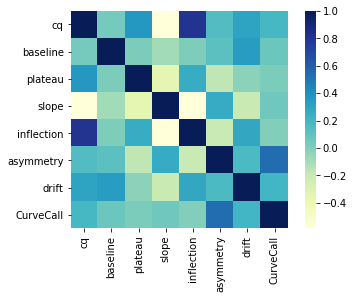 cq
baseline
plateau
slope
inflection
asymmetry
drift
CurveCall
cq
baseline
plateau
slope
inflection
asymmetry
drift
CurveCall
1.0
0.8
0.6
0.4
0.2
0.0
−0.2
−0.4